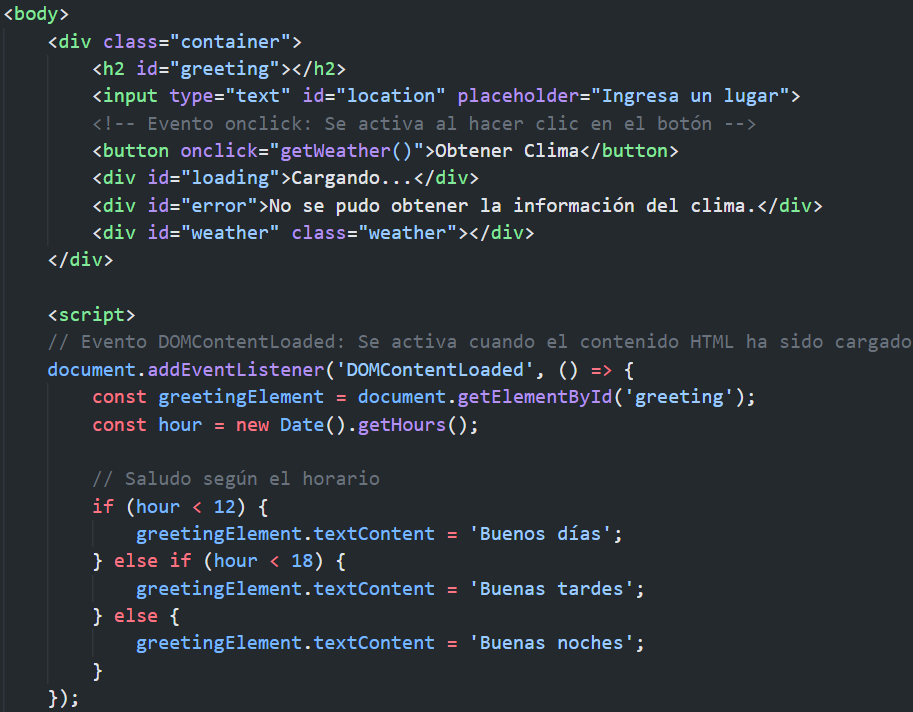 <body>
<div class="container">
<h2 id="greeting"></h2>
<input type="text" id="location" placeholder="Ingresa un lugar">
<!-- Evento onclick: Se activa al hacer clic en el botón -->
<button onclick="getWeather()">Obtener Clima</button>
<div id="loading">Cargando...</div>
<div id="error">No se pudo obtener la información del clima.</div>
<div id="weather" class="weather"></div>
</div>
<script>
// Evento DOMContentLoaded: Se activa cuando el contenido HTML ha sido cargado
document.addEventListener('DOMContentLoaded', () => {
const greetingElement = document.getElementById('greeting');
const hour = new Date().getHours();
// Saludo según el horario
if (hour < 12) {
greetingElement.textContent = 'Buenos días';
} else if (hour < 18) {
greetingElement.textContent = 'Buenas tardes';
} else {
greetingElement.textContent = 'Buenas noches';
}
});